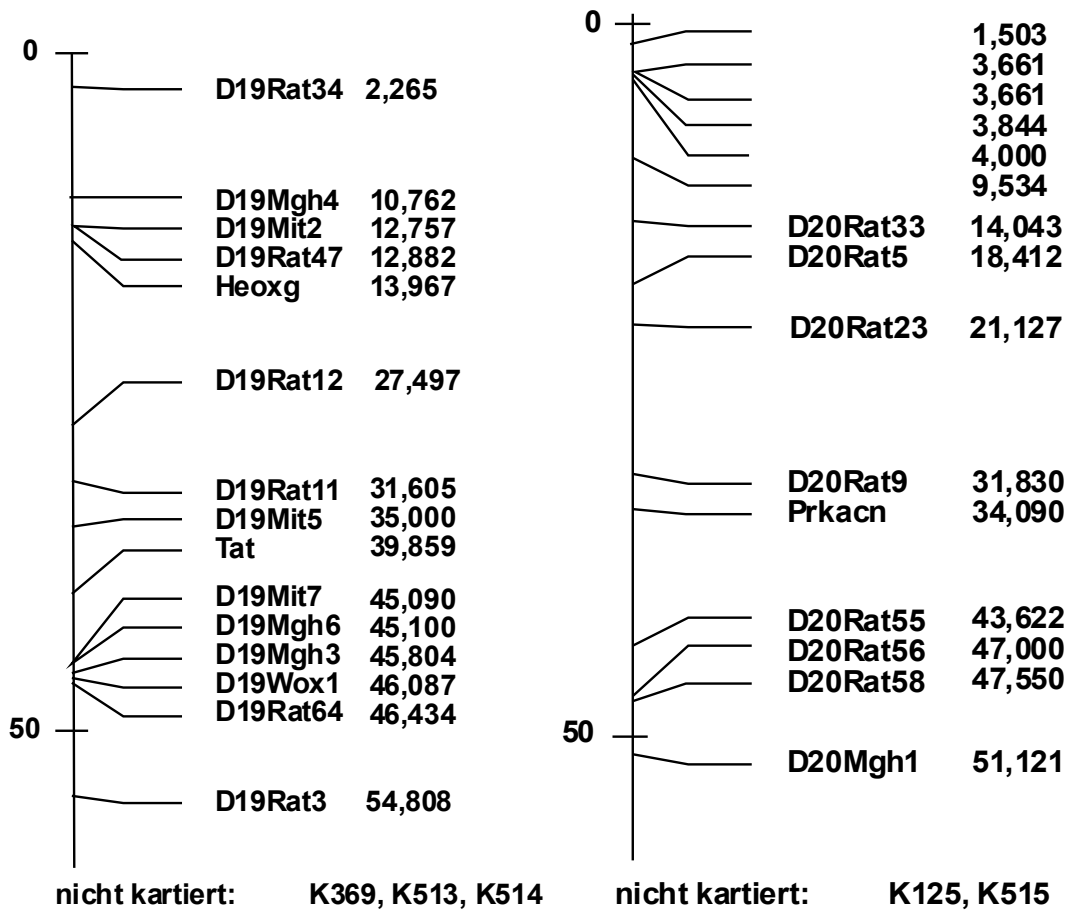 0
D19Rat34 2,265
D19Mgh4 10,762
D19Mit2 12,757
D19Rat47 12,882
Heoxg 13,967
D19Rat12 27,497
D19Rat11 31,605
D19Mit5 35,000
Tat 39,859
D19Mit7 45,090
D19Mgh6 45,100
D19Mgh3 45,804
D19Wox1 46,087
D19Rat64 46,434
50
D19Rat3 54,808
nicht kartiert: K369, K513, K514
0
1,503
3,661
3,661
3,844
4,000
9,534
D20Rat33 14,043
D20Rat5 18,412
D20Rat23 21,127
D20Rat9 31,830
Prkacn 34,090
D20Rat55 43,622
D20Rat56 47,000
D20Rat58 47,550
50
D20Mgh1 51,121
nicht kartiert: K125, K515